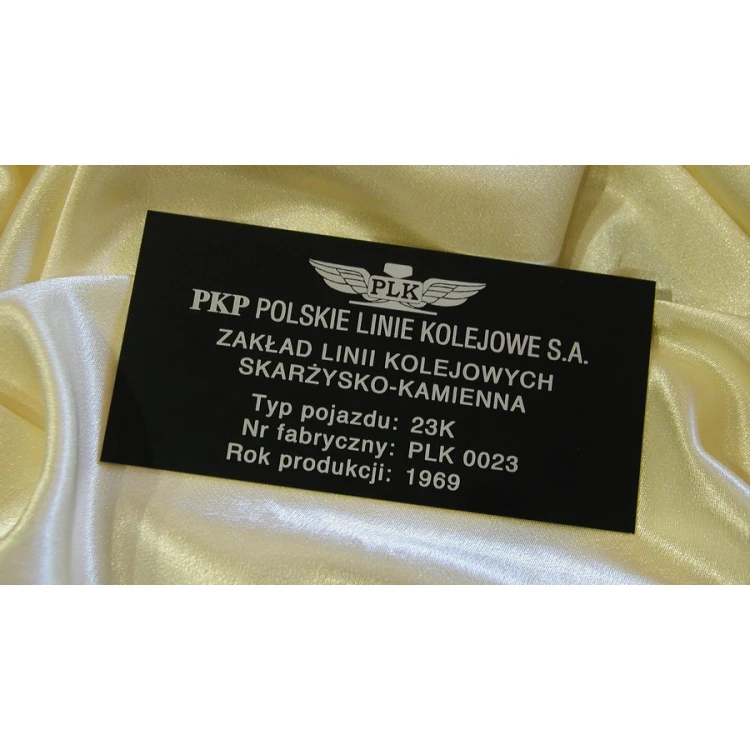 PLK
PKP POLSKIE LINIE KOLEJOWE S.A.
ZAKŁAD LINII KOLEJOWYCH
SKARŻYSKO-KAMIENNA
Typ pojazdu: 23K
Nr fabryczny: PLK 0023
Rok produkcji: 1969